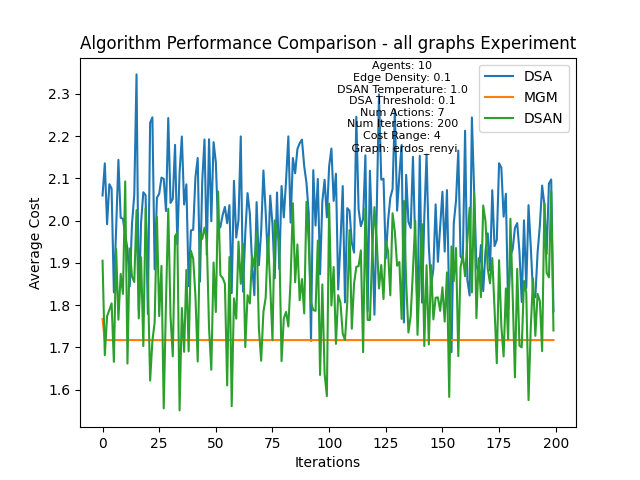 Algorithm Performance Comparison - all graphs Experiment
Agents: 10
Edge Density: 0.1
DSAN Temperature: 1.0
DSA Threshold: 0.1
Num Actions: 7
Num Iterations: 200
Cost Range: 4
Graph: erdos_renyi
DSA
MGM
DSAN
Average Cost
2.3
2.2
2.1
2.0
1.9
1.8
1.7
1.6
0
25
50
75
100
125
150
175
200
Iterations